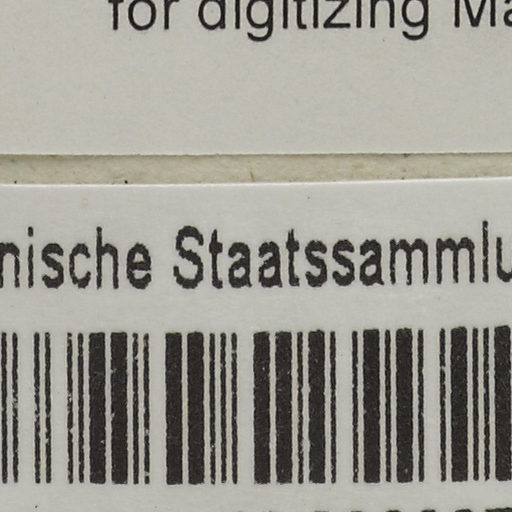 for digitizing Ma
nische Staatssammlu